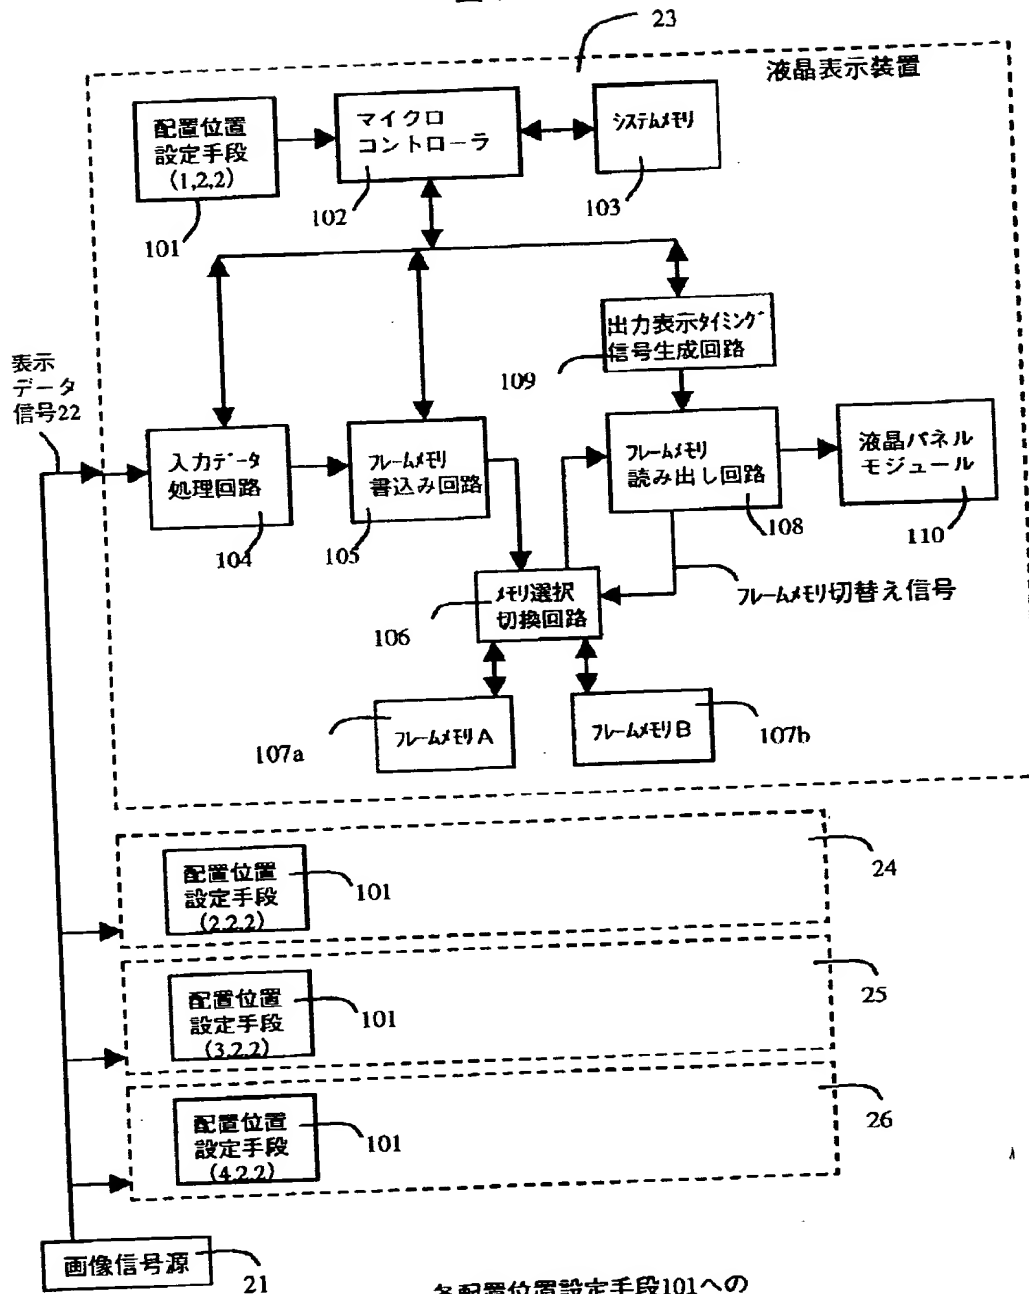 23
液晶表示装置
配置位置
設定手段
(1,2,2)
101
マイクロ
コントローラ
102
システムメモリ
103
出力表示タイミング
信号生成回路
109
表示
データ
信号22
入力データ
処理回路
104
フレームメモリ
書込み回路
105
フレームメモリ
読み出し回路
108
液晶パネル
モジュール
110
メモリ選択
切換回路
106
フレームメモリ切替え信号
フレームメモリA
107a
フレームメモリB
107b
配置位置
設定手段
(2,2,2)
101
24
配置位置
設定手段
(3,2,2)
101
25
配置位置
設定手段
(4,2,2)
101
26
画像信号源
21
各配置位置設定手段101への